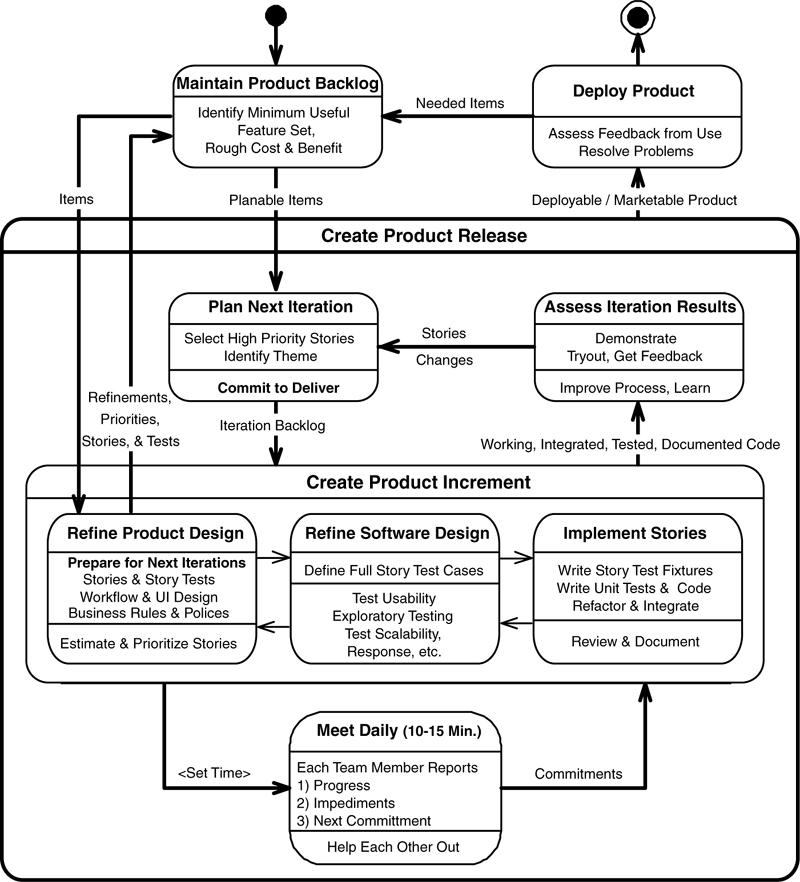 Maintain Product Backlog
Identify Minimum Useful
Feature Set,
Rough Cost & Benefit
Needed Items
Deploy Product
Assess Feedback from Use
Resolve Problems
Items
Planable Items
Deployable / Marketable Product
Create Product Release
Plan Next Iteration
Select High Priority Stories
Identify Theme
Commit to Deliver
Stories
Changes
Assess Iteration Results
Demonstrate
Tryout, Get Feedback
Improve Process, Learn
Refinements,
Priorities,
Stories, & Tests
Iteration Backlog
Working, Integrated, Tested, Documented Code
Create Product Increment
Refine Product Design
Prepare for Next Iterations
Stories & Story Tests
Workflow & UI Design
Business Rules & Polices
Estimate & Prioritize Stories
Refine Software Design
Define Full Story Test Cases
Test Usability
Exploratory Testing
Test Scalability,
Response, etc.
Implement Stories
Write Story Test Fixtures
Write Unit Tests & Code
Refactor & Integrate
Review & Document
<Set Time>
Meet Daily (10-15 Min.)
Each Team Member Reports
1) Progress
2) Impediments
3) Next Committment
Help Each Other Out
Commitments